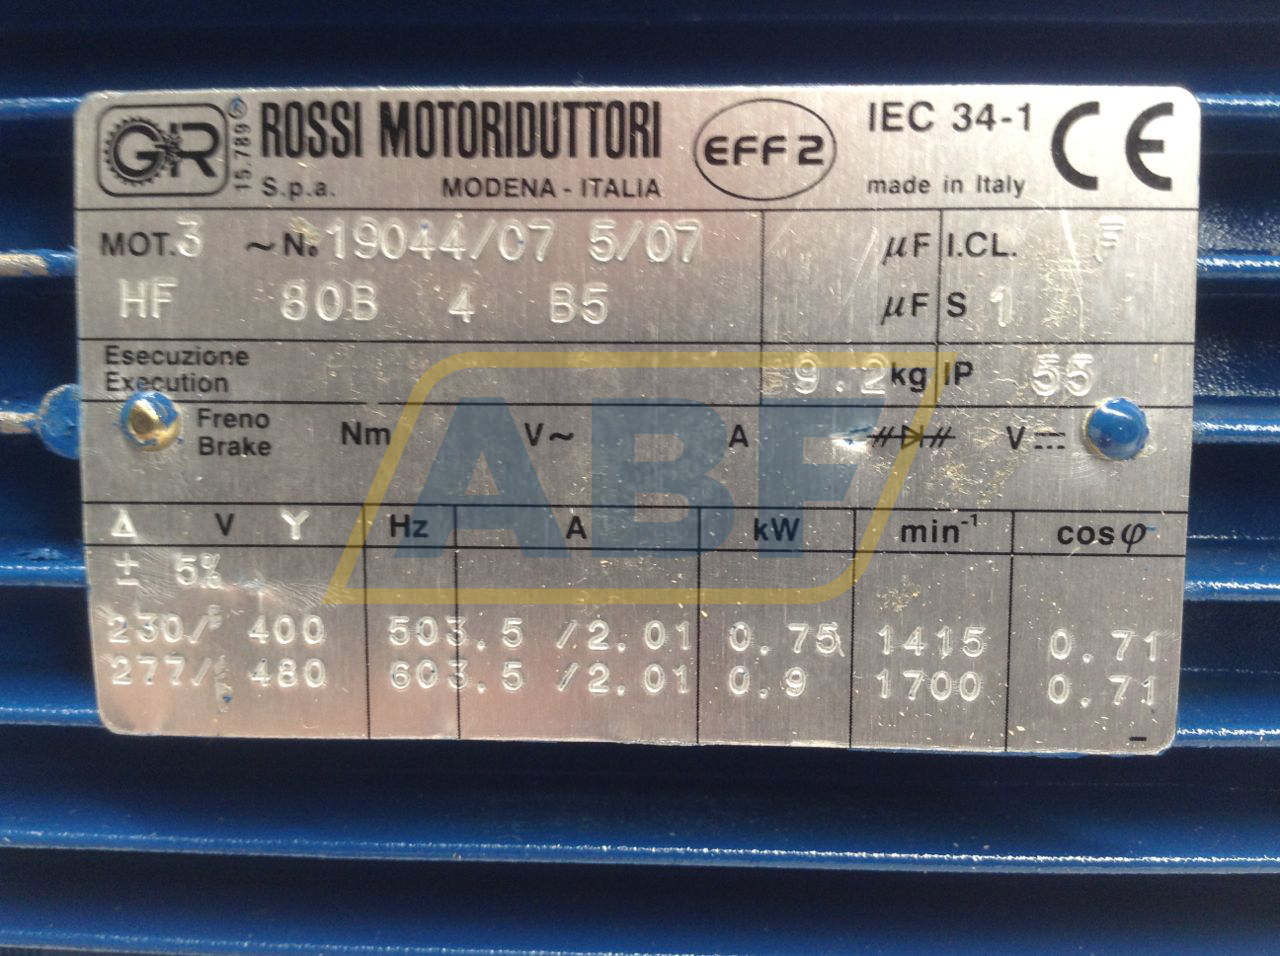 GR 15.789 ® ROSSI MOTORIDUTTORI EFF2 IEC 34-1 CE
S.p.a. MODENA - ITALIA made in Italy
MOT. 3 ~ No 19044/07 5/07 µF I.CL. F
HF 80B 4 B5 µF S 1
Esecuzione
Execution 9.2 kg IP 55
Freno
Brake Nm V~ A V
ABF
Δ V Y Hz A kW min-1 cosφ
± 5%
230/ 400 50 3.5 /2.01 0.75 1415 0.71
277/ 480 60 3.5 /2.01 0.9 1700 0.71